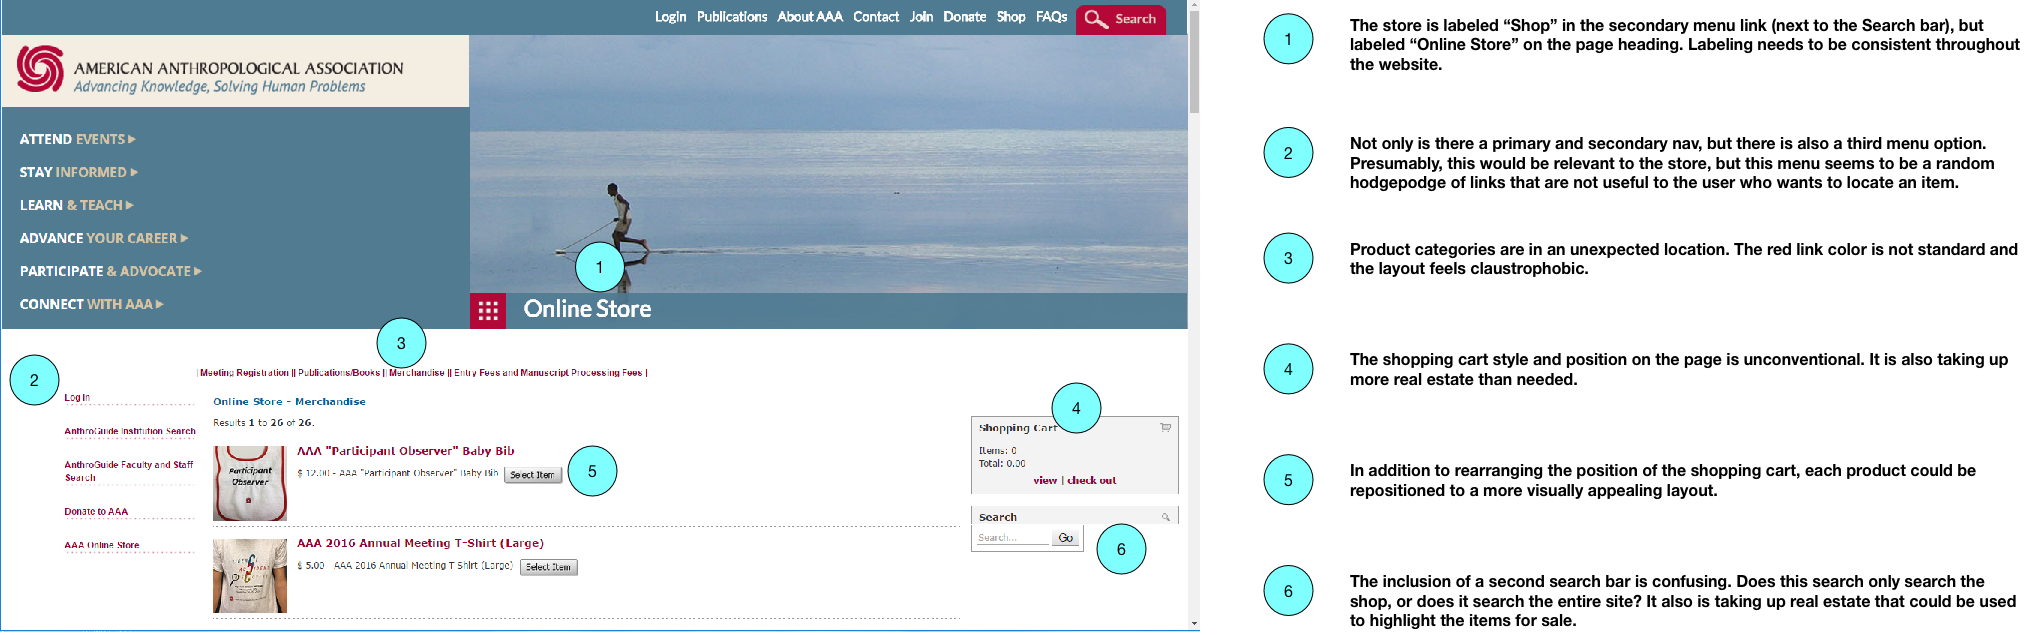 Login Publications About AAA Contact Join Donate Shop FAQs Search
AMERICAN ANTHROPOLOGICAL ASSOCIATION
Advancing Knowledge, Solving Human Problems
ATTEND EVENTS
STAY INFORMED
LEARN & TEACH
ADVANCE YOUR CAREER
PARTICIPATE & ADVOCATE
CONNECT WITH AAA
1
Online Store
3
2
| Meeting Registration || Publications/Books || Merchandise || Entry Fees and Manuscript Processing Fees |
Log In
AnthroGuide Institution Search
AnthroGuide Faculty and Staff
Search
Donate to AAA
AAA Online Store
Online Store - Merchandise
Results 1 to 26 of 26.
Participant
Observer
AAA "Participant Observer" Baby Bib
$ 12.00 - AAA "Participant Observer" Baby Bib Select Item
5
AAA 2016 Annual Meeting T-Shirt (Large)
$ 5.00 - AAA 2016 Annual Meeting T-Shirt (Large) Select Item
4
Shopping Cart
Items: 0
Total: 0.00
view | check out
Search
Search... Go
6
1
The store is labeled “Shop” in the secondary menu link (next to the Search bar), but
labeled “Online Store” on the page heading. Labeling needs to be consistent throughout
the website.
2
Not only is there a primary and secondary nav, but there is also a third menu option.
Presumably, this would be relevant to the store, but this menu seems to be a random
hodgepodge of links that are not useful to the user who wants to locate an item.
3
Product categories are in an unexpected location. The red link color is not standard and
the layout feels claustrophobic.
4
The shopping cart style and position on the page is unconventional. It is also taking up
more real estate than needed.
5
In addition to rearranging the position of the shopping cart, each product could be
repositioned to a more visually appealing layout.
6
The inclusion of a second search bar is confusing. Does this search only search the
shop, or does it search the entire site? It also is taking up real estate that could be used
to highlight the items for sale.